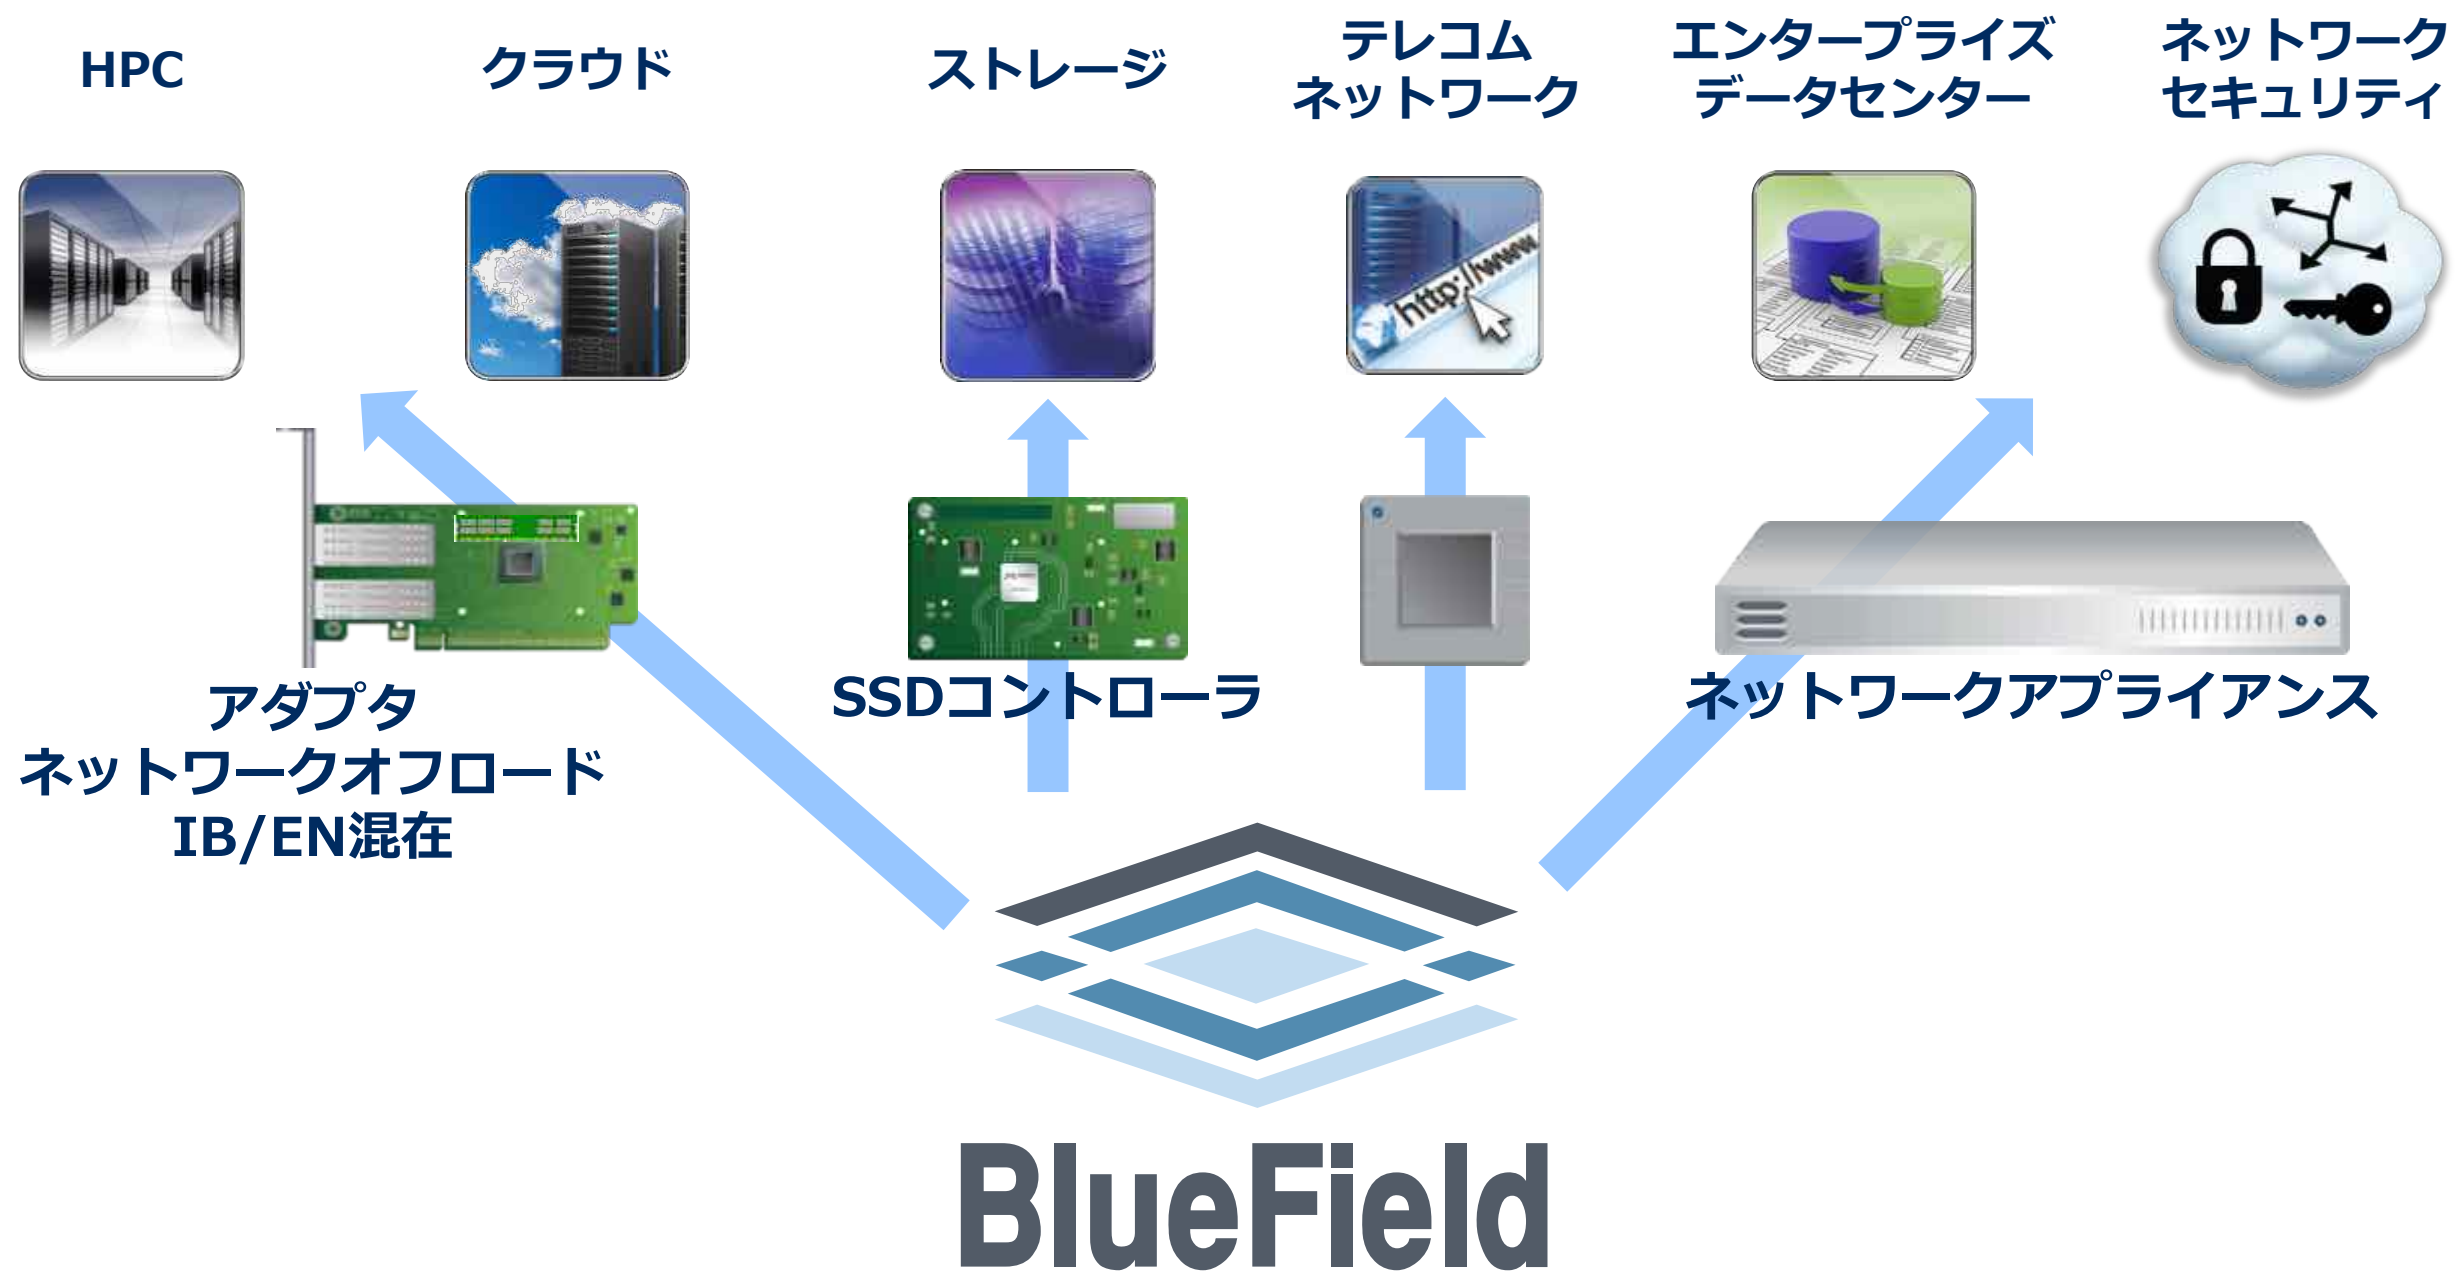 HPC
クラウド
ストレージ
テレコム
ネットワーク
エンタープライズ
データセンター
ネットワーク
セキュリティ
http://www
アダプタ
ネットワークオフロード
IB/EN混在
SSDコントローラ
ネットワークアプライアンス
BlueField